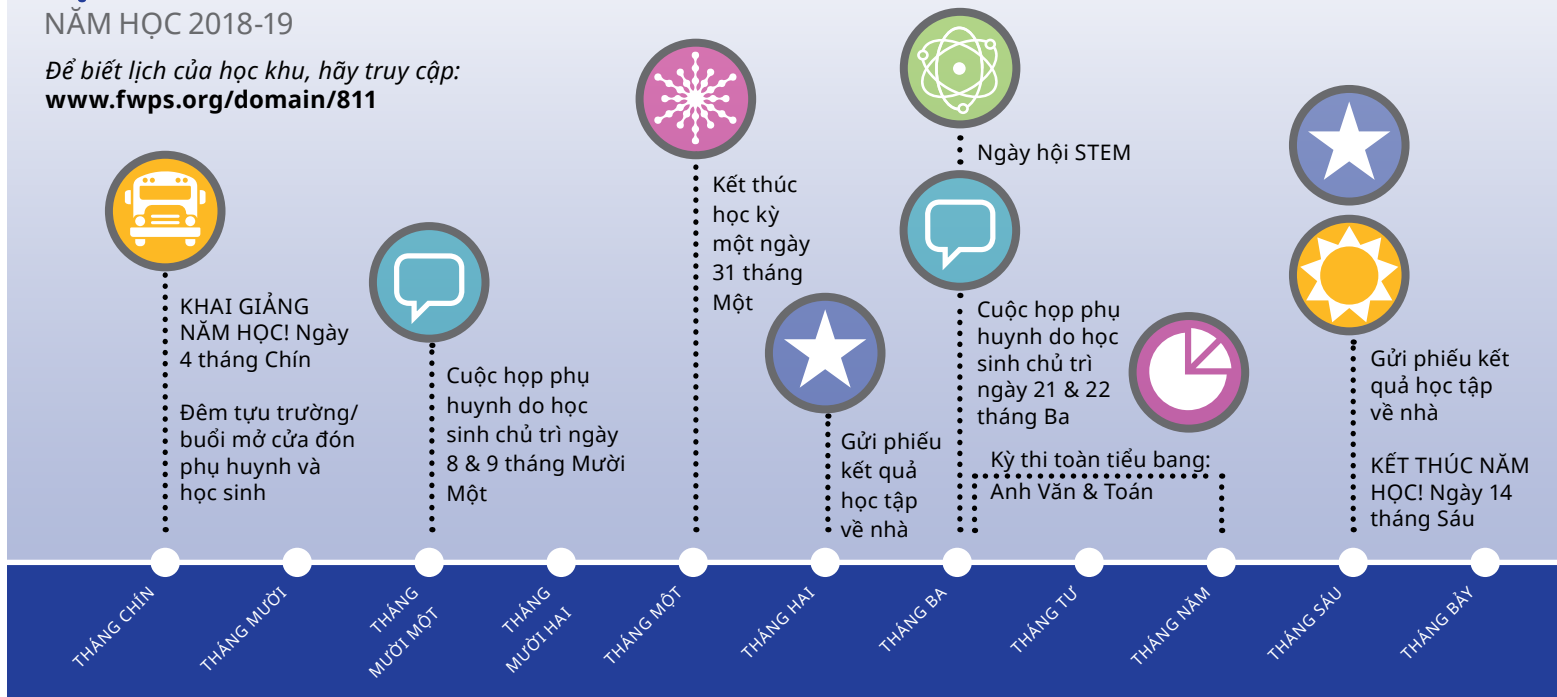 NĂM HỌC 2018-19
Để biết lịch của học khu, hãy truy cập:
www.fwps.org/domain/811
KHAI GIẢNG
NĂM HỌC! Ngày
4 tháng Chín
Đêm tựu trường/
buổi mở cửa đón
phụ huynh và
học sinh
Cuộc họp phụ
huynh do học
sinh chủ trì ngày
8 & 9 tháng Mười
Một
Kết thúc
học kỳ
một ngày
31 tháng
Một
Gửi phiếu
kết quả
học tập
về nhà
Ngày hội STEM
Cuộc họp phụ
huynh do học
sinh chủ trì
ngày 21 & 22
tháng Ba
Kỳ thi toàn tiểu bang:
Anh Văn & Toán
Gửi phiếu kết
quả học tập
về nhà
KẾT THÚC NĂM
HỌC! Ngày 14
tháng Sáu
THÁNG CHÍN
THÁNG MƯỜI
THÁNG
MƯỜI MỘT
THÁNG
MƯỜI HAI
THÁNG MỘT
THÁNG HAI
THÁNG BA
THÁNG TƯ
THÁNG NĂM
THÁNG SÁU
THÁNG BẢY